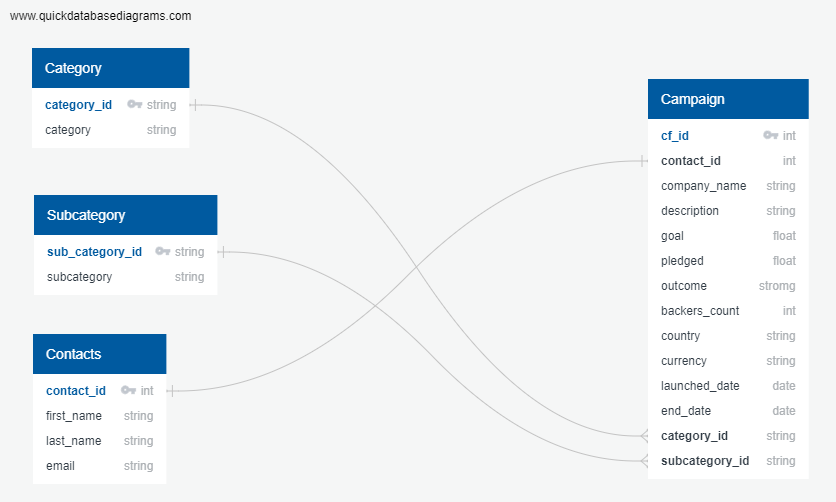 www.quickdatabasediagrams.com
Category
category_id string
category string
Subcategory
sub_category_id string
subcategory string
Contacts
contact_id int
first_name string
last_name string
email string
Campaign
cf_id int
contact_id int
company_name string
description string
goal float
pledged float
outcome stromg
backers_count int
country string
currency string
launched_date date
end_date date
category_id string
subcategory_id string